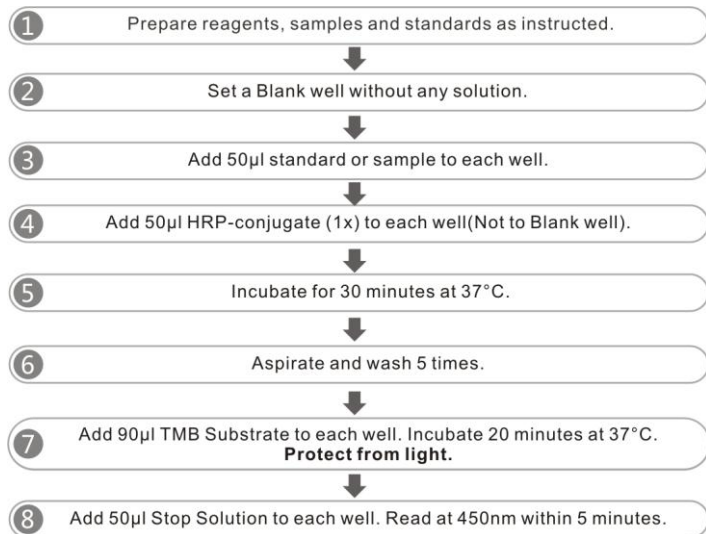 1 Prepare reagents, samples and standards as instructed.
2 Set a Blank well without any solution.
3 Add 50µl standard or sample to each well.
4 Add 50µl HRP-conjugate (1x) to each well(Not to Blank well).
5 Incubate for 30 minutes at 37°C.
6 Aspirate and wash 5 times.
7 Add 90µl TMB Substrate to each well. Incubate 20 minutes at 37°C.
Protect from light.
8 Add 50µl Stop Solution to each well. Read at 450nm within 5 minutes.